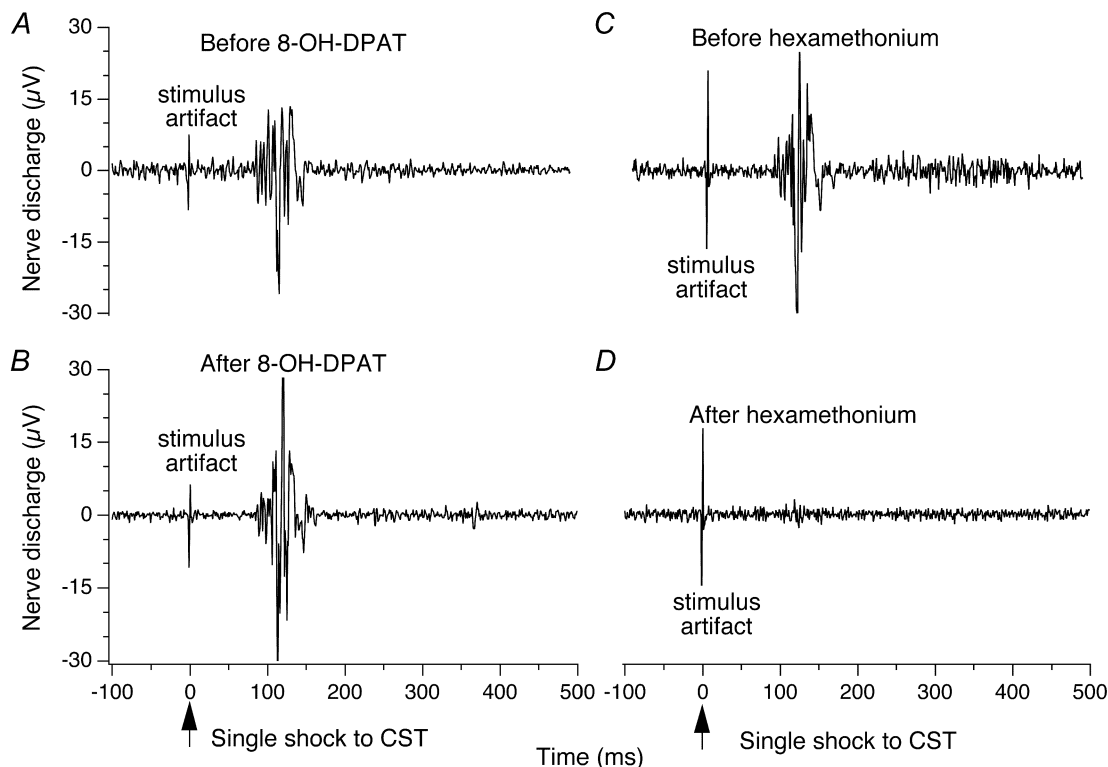 A
Before 8-OH-DPAT
Nerve discharge (µV)
30
15
0
-15
-30
stimulus
artifact
C
Before hexamethonium
stimulus
artifact
B
After 8-OH-DPAT
Nerve discharge (µV)
30
15
0
-15
-30
stimulus
artifact
-100
0
100
200
300
400
500
Single shock to CST
D
After hexamethonium
stimulus
artifact
-100
0
100
200
300
400
500
Single shock to CST
Time (ms)